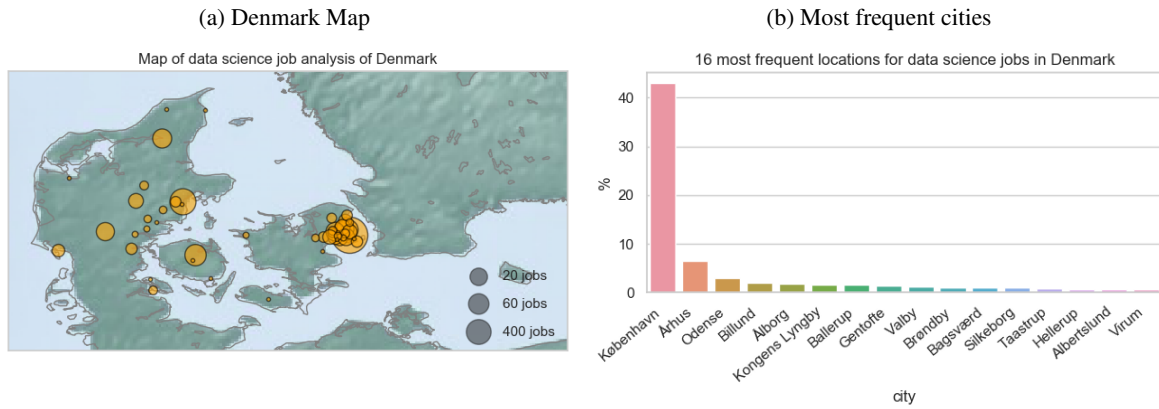 (a) Denmark Map
Map of data science job analysis of Denmark
20 jobs
60 jobs
400 jobs
(b) Most frequent cities
16 most frequent locations for data science jobs in Denmark
%
40
30
20
10
0
København
Århus
Odense
Billund
Ålborg
Kongens Lyngby
Ballerup
Gentofte
Valby
Brøndby
Bagsværd
Silkeborg
Taastrup
Hellerup
Albertslund
Virum
city